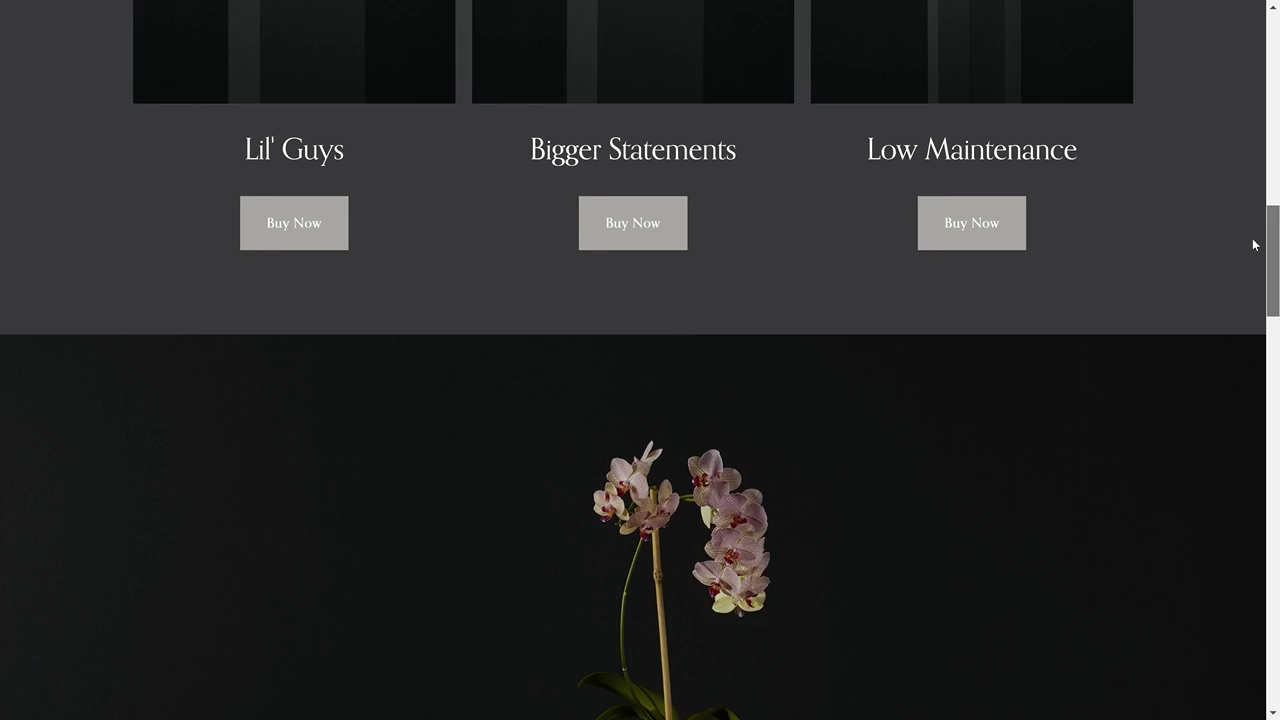 Lil' Guys
Bigger Statements
Low Maintenance
Buy Now
Buy Now
Buy Now